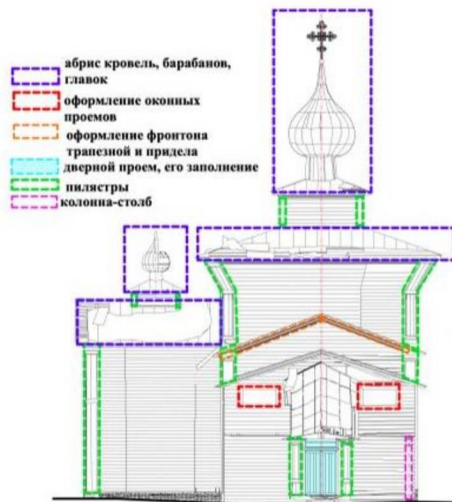 абрис кровель, барабанов,
главок
оформление оконных
проемов
оформление фронтона
трапезной и придела
дверной проем, его заполнение
пилястры
колонна-столб